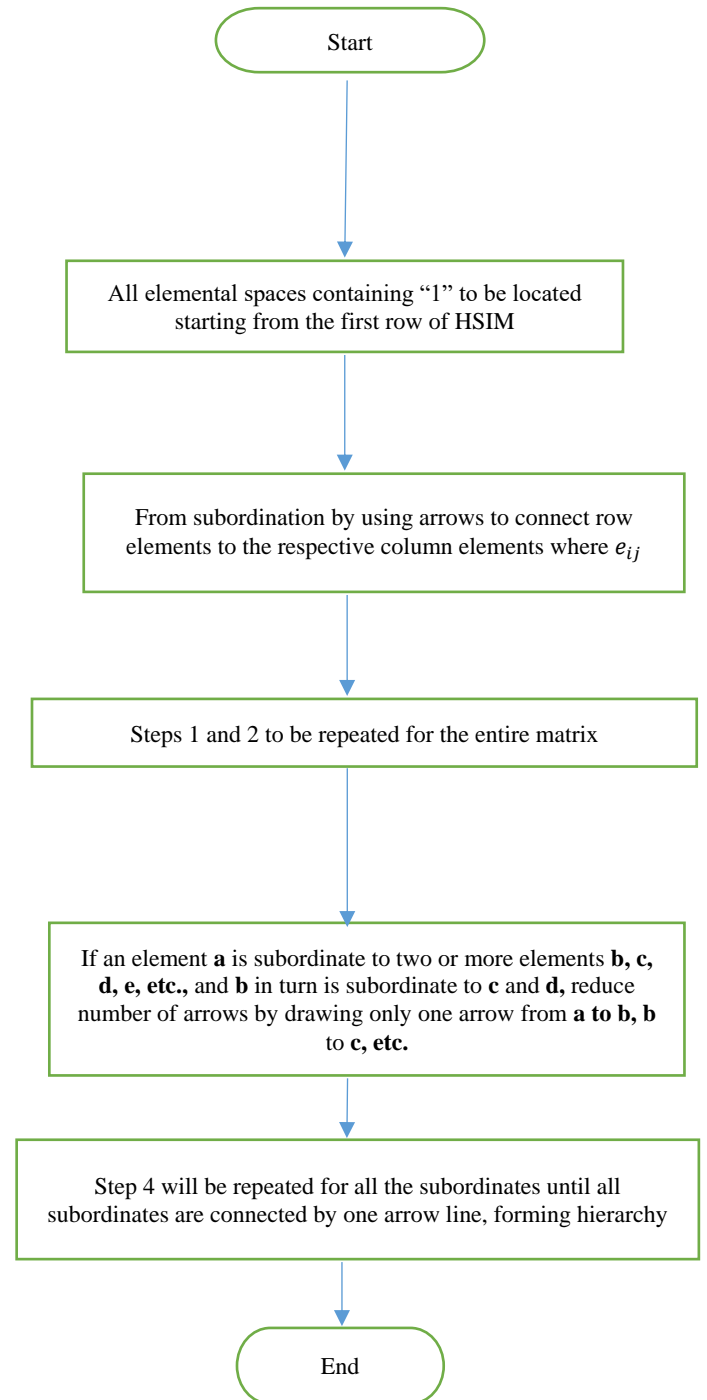 Start
All elemental spaces containing “1” to be located
starting from the first row of HSIM
From subordination by using arrows to connect row
elements to the respective column elements where e_{ij}
Steps 1 and 2 to be repeated for the entire matrix
If an element a is subordinate to two or more elements b, c,
d, e, etc., and b in turn is subordinate to c and d, reduce
number of arrows by drawing only one arrow from a to b, b
to c, etc.
Step 4 will be repeated for all the subordinates until all
subordinates are connected by one arrow line, forming hierarchy
End